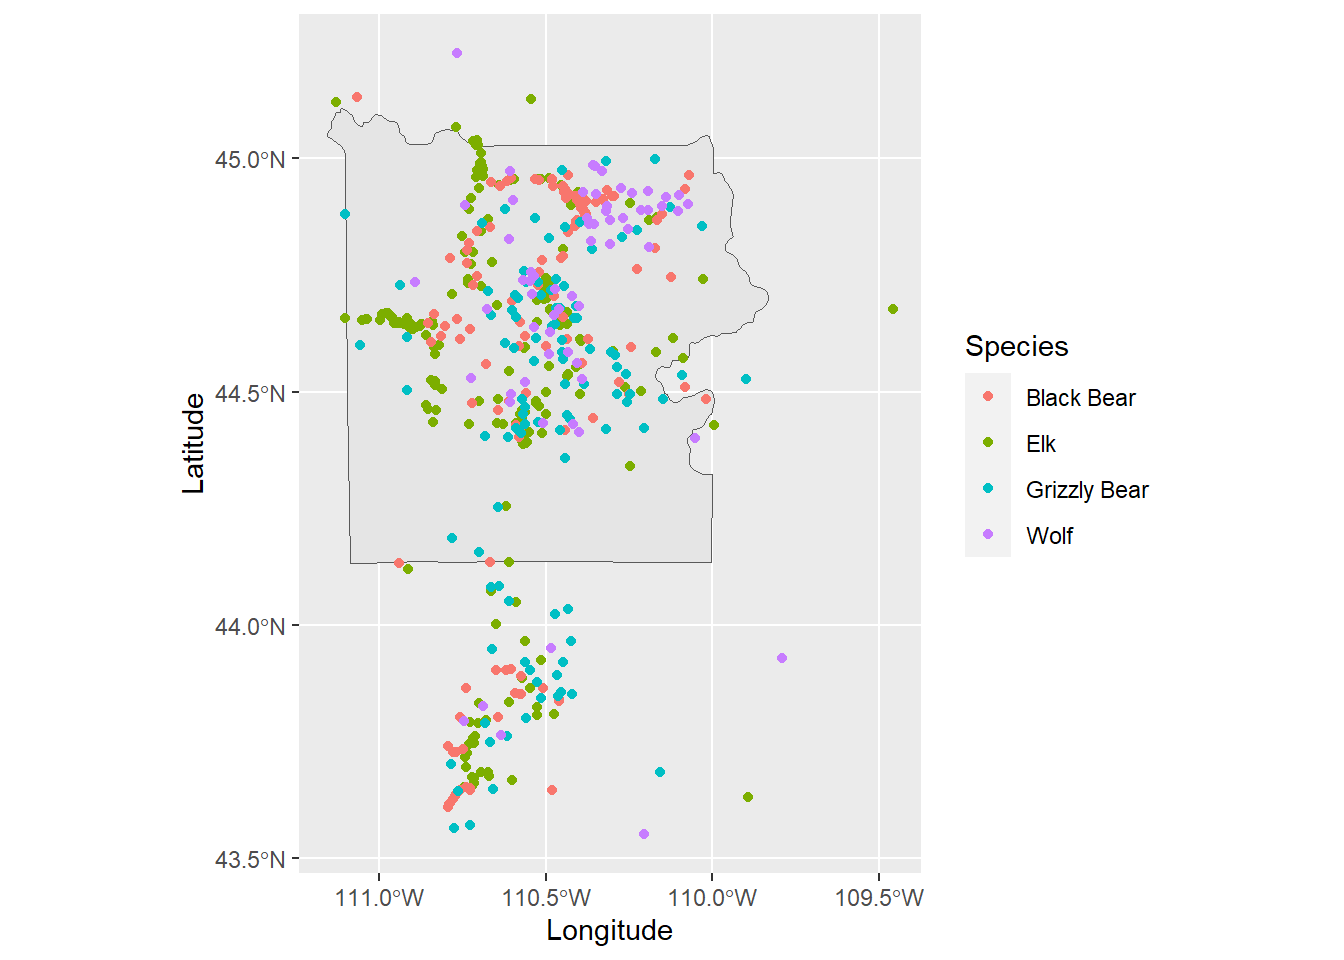 45.0°N
44.5°N
44.0°N
43.5°N
Latitude
111.0°W 110.5°W 110.0°W 109.5°W
Longitude
Species
Black Bear
Elk
Grizzly Bear
Wolf